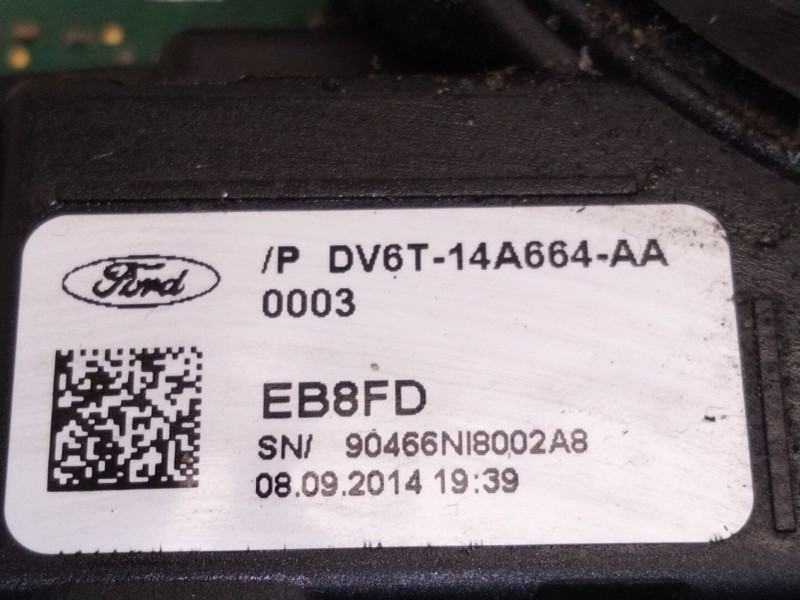 Ford
/P DV6T-14A664-AA
0003
EB8FD
SN/ 90466NI8002A8
08.09.2014 19:39